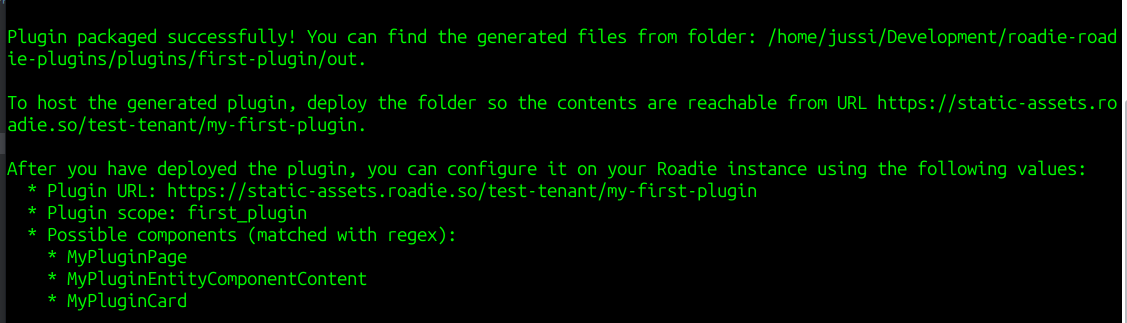 Plugin packaged successfully! You can find the generated files from folder: /home/jussi/Development/roadie-road
ie-plugins/plugins/first-plugin/out.
To host the generated plugin, deploy the folder so the contents are reachable from URL https://static-assets.ro
adie.so/test-tenant/my-first-plugin.
After you have deployed the plugin, you can configure it on your Roadie instance using the following values:
* Plugin URL: https://static-assets.roadie.so/test-tenant/my-first-plugin
* Plugin scope: first_plugin
* Possible components (matched with regex):
* MyPluginPage
* MyPluginEntityComponentContent
* MyPluginCard